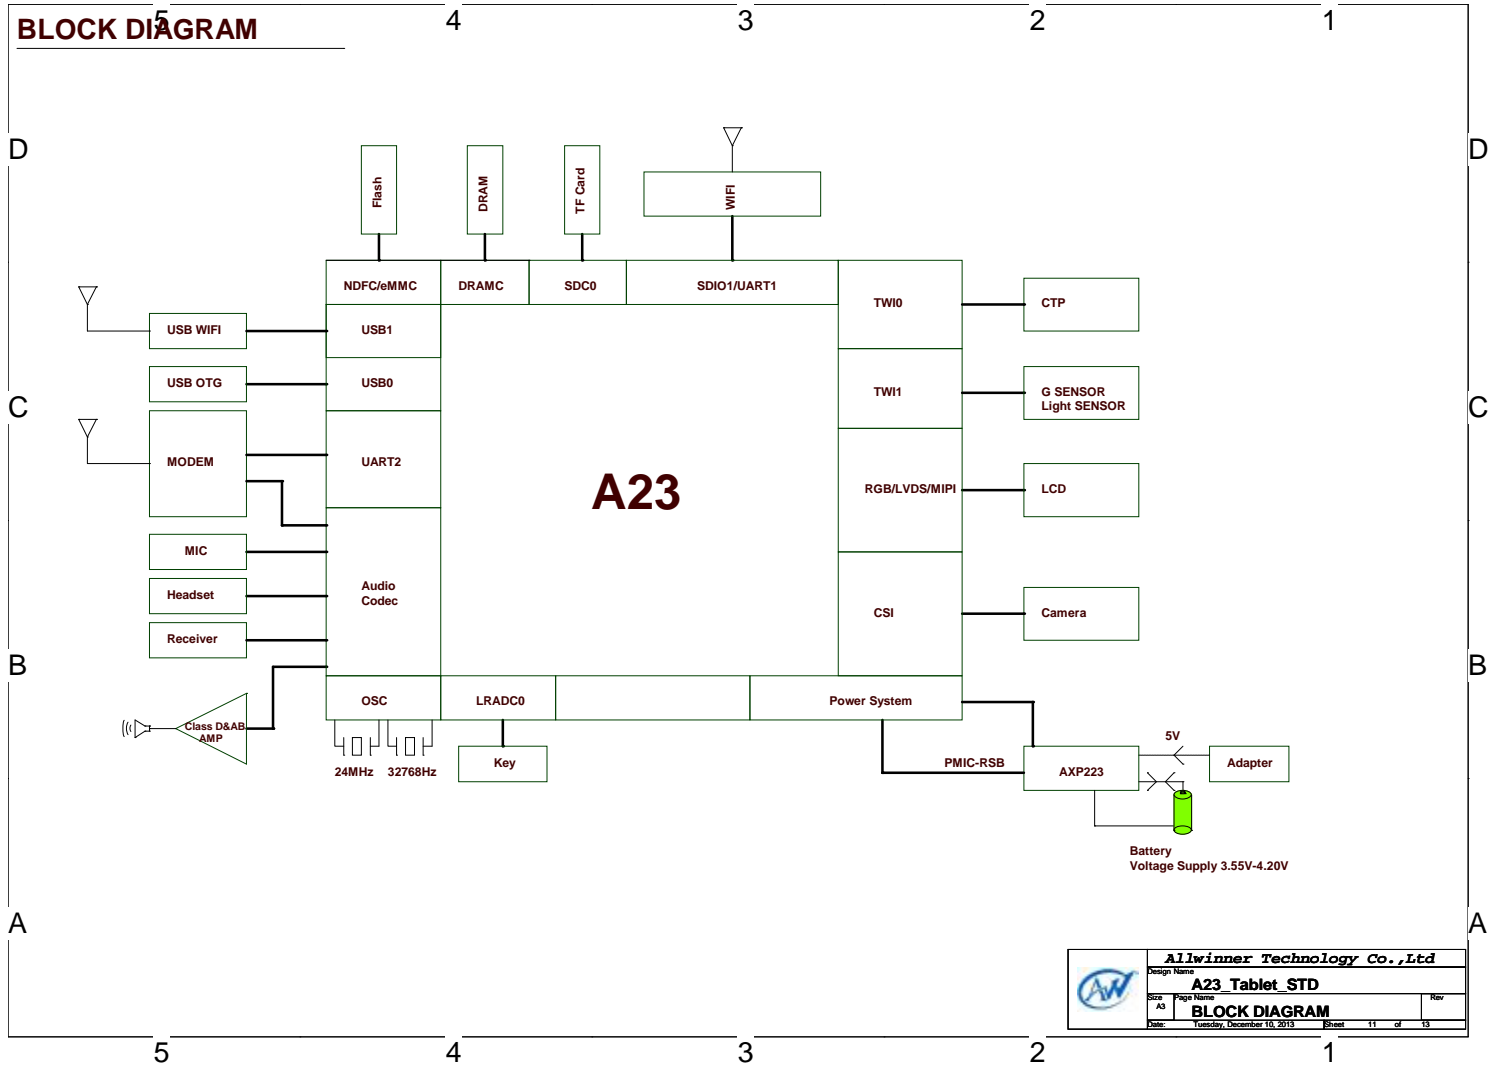 5 4 3 2 1
BLOCK DIAGRAM
D D
Flash
DRAM
TF Card
WIFI
NDFC/eMMC
DRAMC
SDC0
SDIO1/UART1
TWI0
CTP
USB WIFI
USB1
USB OTG
USB0
TWI1
G SENSOR
Light SENSOR
C C
MODEM
UART2
A23
RGB/LVDS/MIPI
LCD
MIC
Audio
Codec
Headset
Receiver
CSI
Camera
B B
OSC
LRADC0
Power System
Class D&AB
AMP
24MHz
32768Hz
Key
PMIC-RSB
AXP223
5V
Adapter
Battery
Voltage Supply 3.55V-4.20V
A A
AW
Allwinner Technology Co.,Ltd
Design Name
A23_Tablet_STD
Size
A3
Page Name
BLOCK DIAGRAM
Rev
Date: Tuesday, December 10, 2013 Sheet 11 of 13
5 4 3 2 1